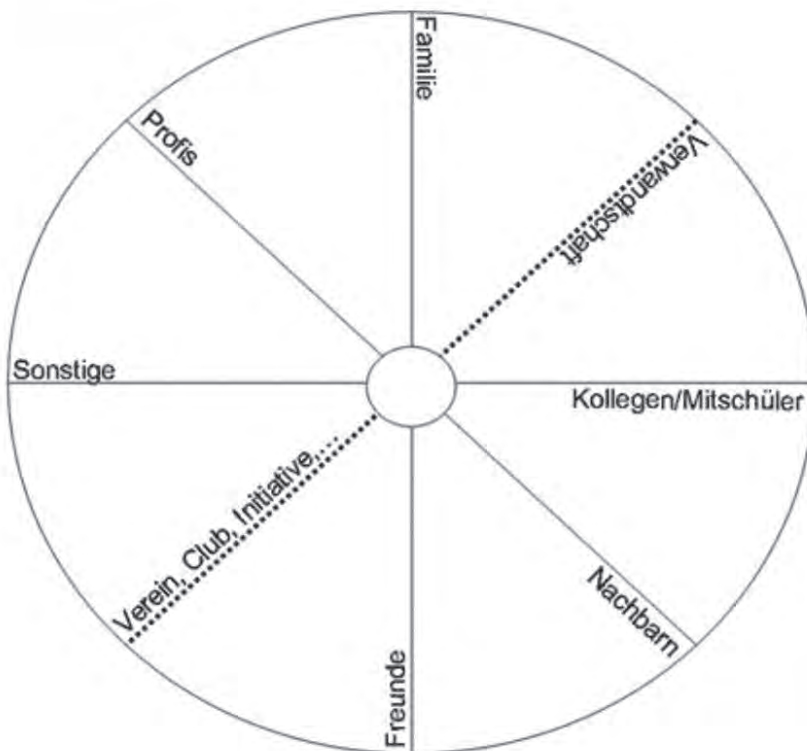 Familie
Verwandtschaft
Kollegen/Mitschüler
Nachbarn
Freunde
Verein, Club, Initiative,...
Sonstige
Profis